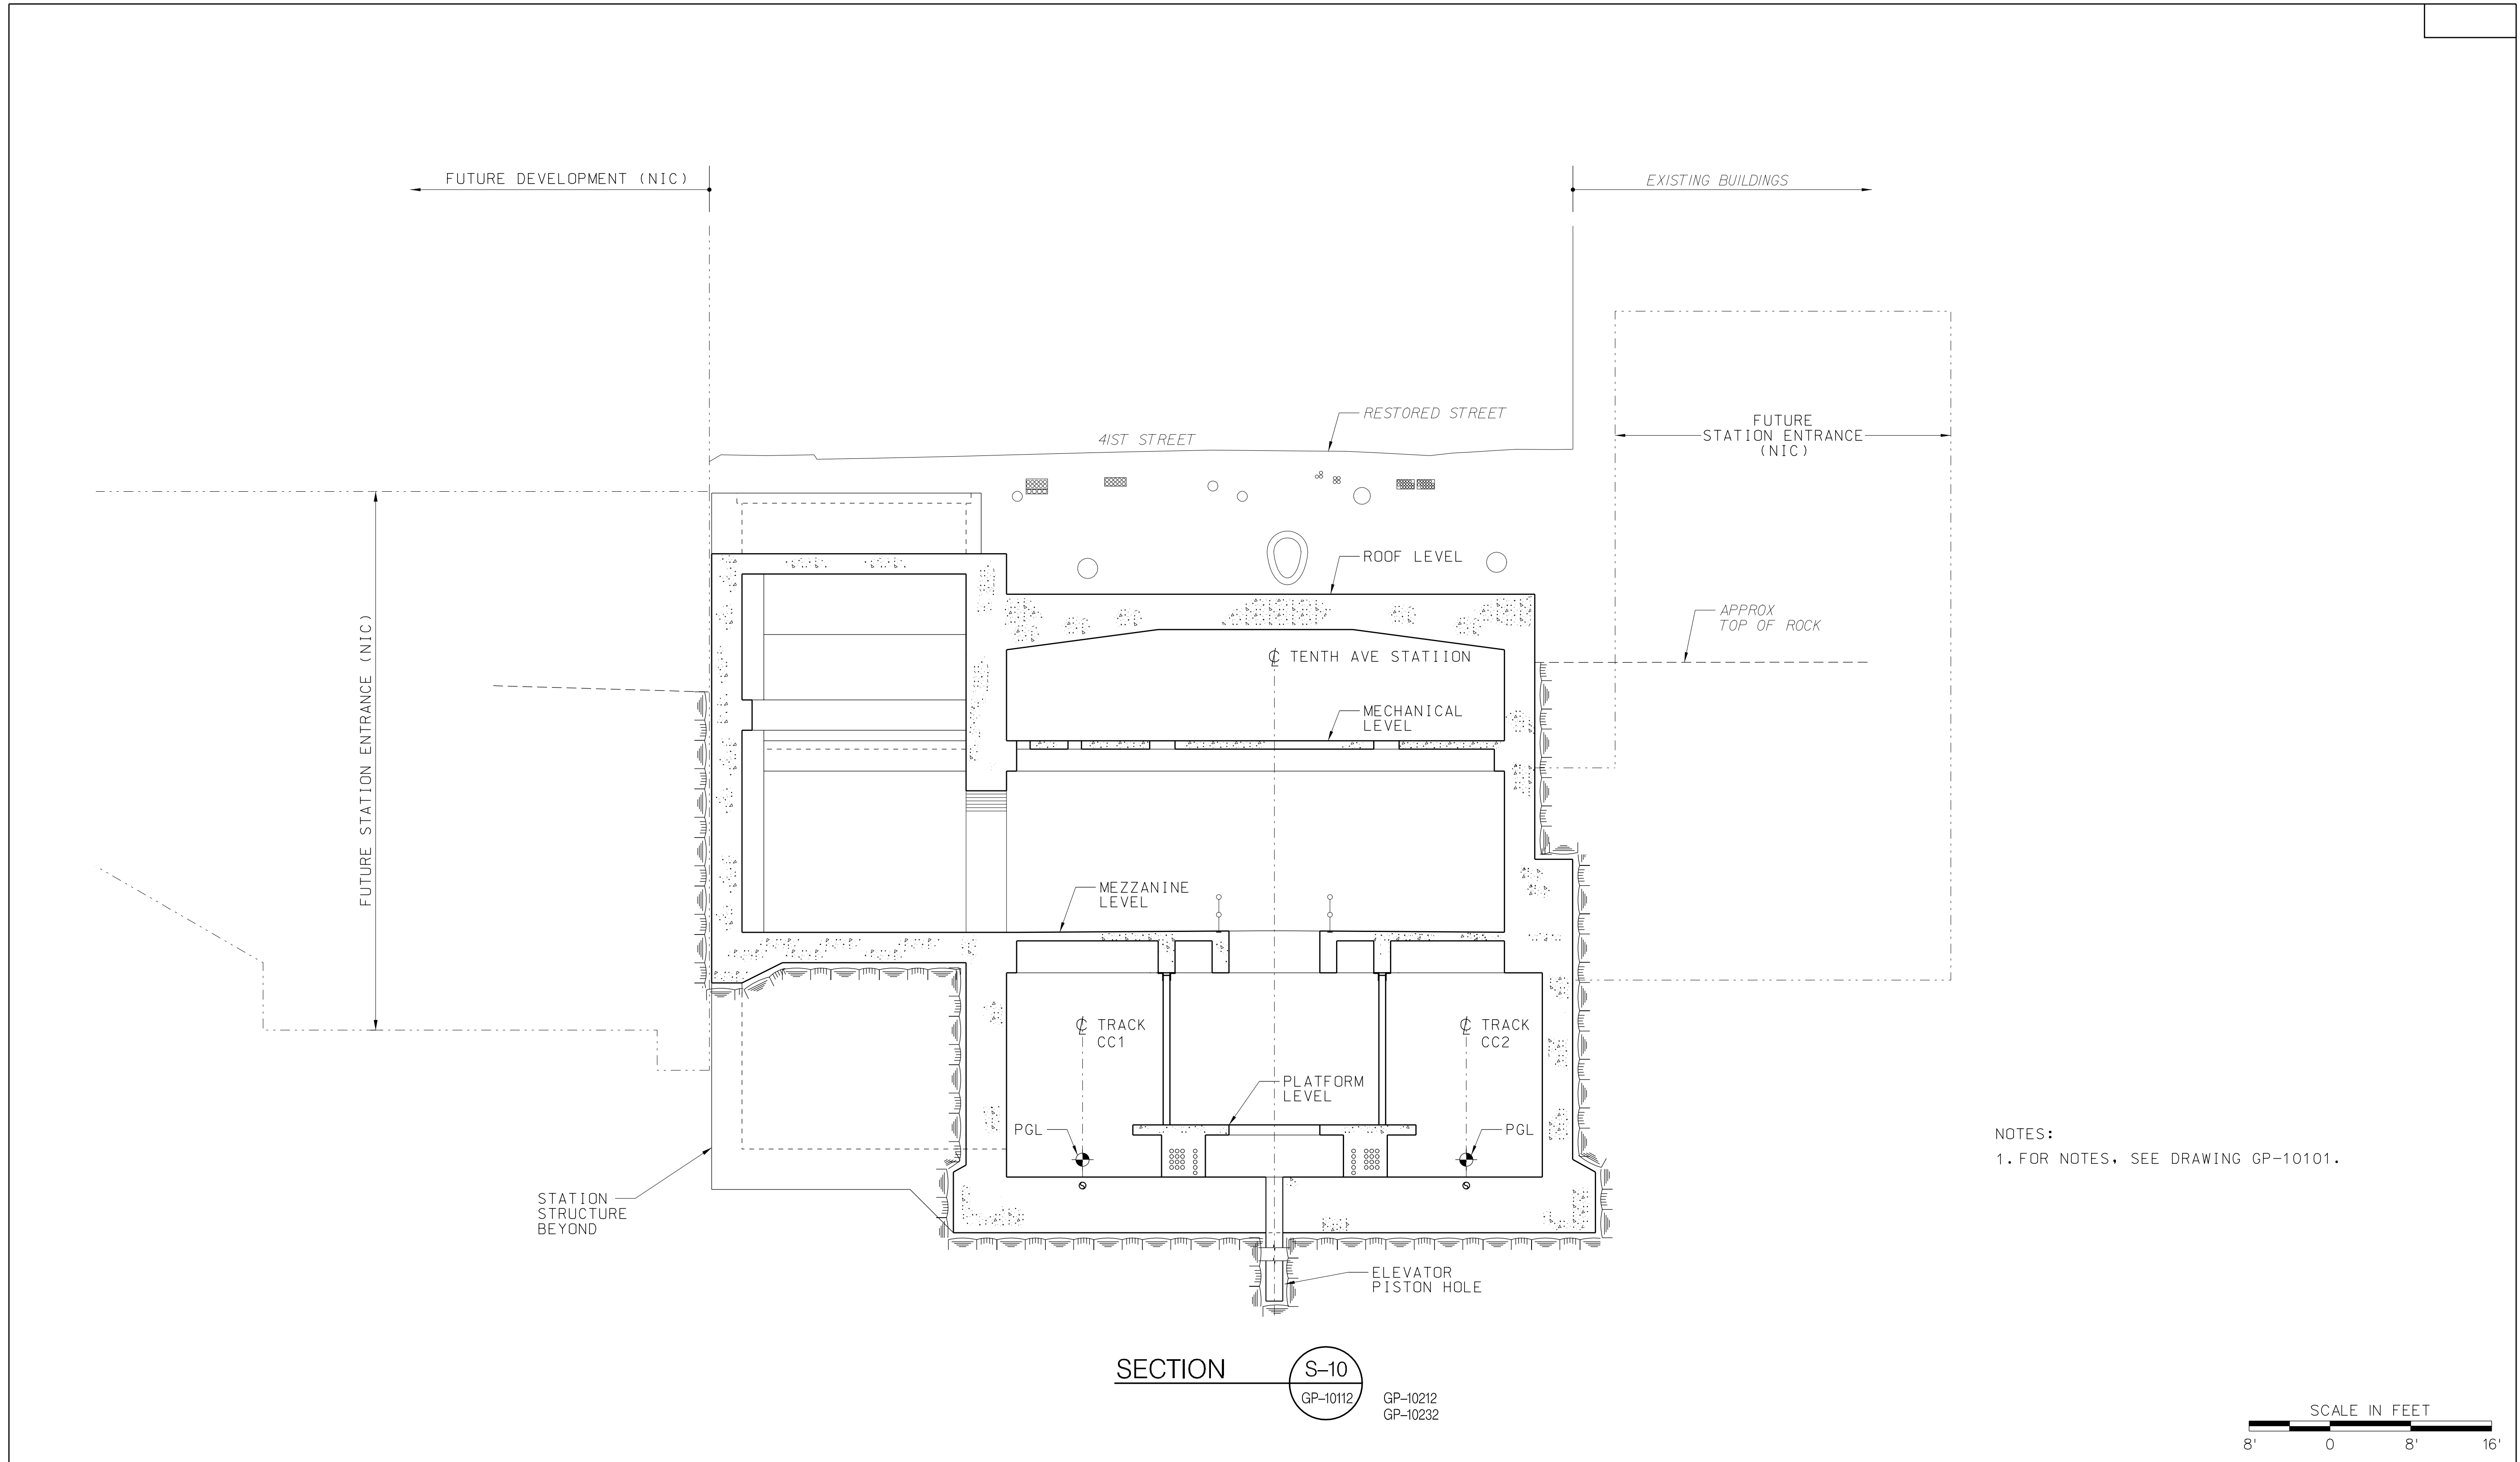 FUTURE DEVELOPMENT (NIC)
EXISTING BUILDINGS
RESTORED STREET
41ST STREET
FUTURE
STATION ENTRANCE
(NIC)
ROOF LEVEL
APPROX
TOP OF ROCK
FUTURE STATION ENTRANCE (NIC)
℄ TENTH AVE STATIION
MECHANICAL
LEVEL
MEZZANINE
LEVEL
℄ TRACK
CC1
℄ TRACK
CC2
PLATFORM
LEVEL
PGL
PGL
NOTES:
1. FOR NOTES, SEE DRAWING GP-10101.
STATION
STRUCTURE
BEYOND
ELEVATOR
PISTON HOLE
SECTION
S-10
GP-10112
GP-10212
GP-10232
SCALE IN FEET
8' 0 8' 16'